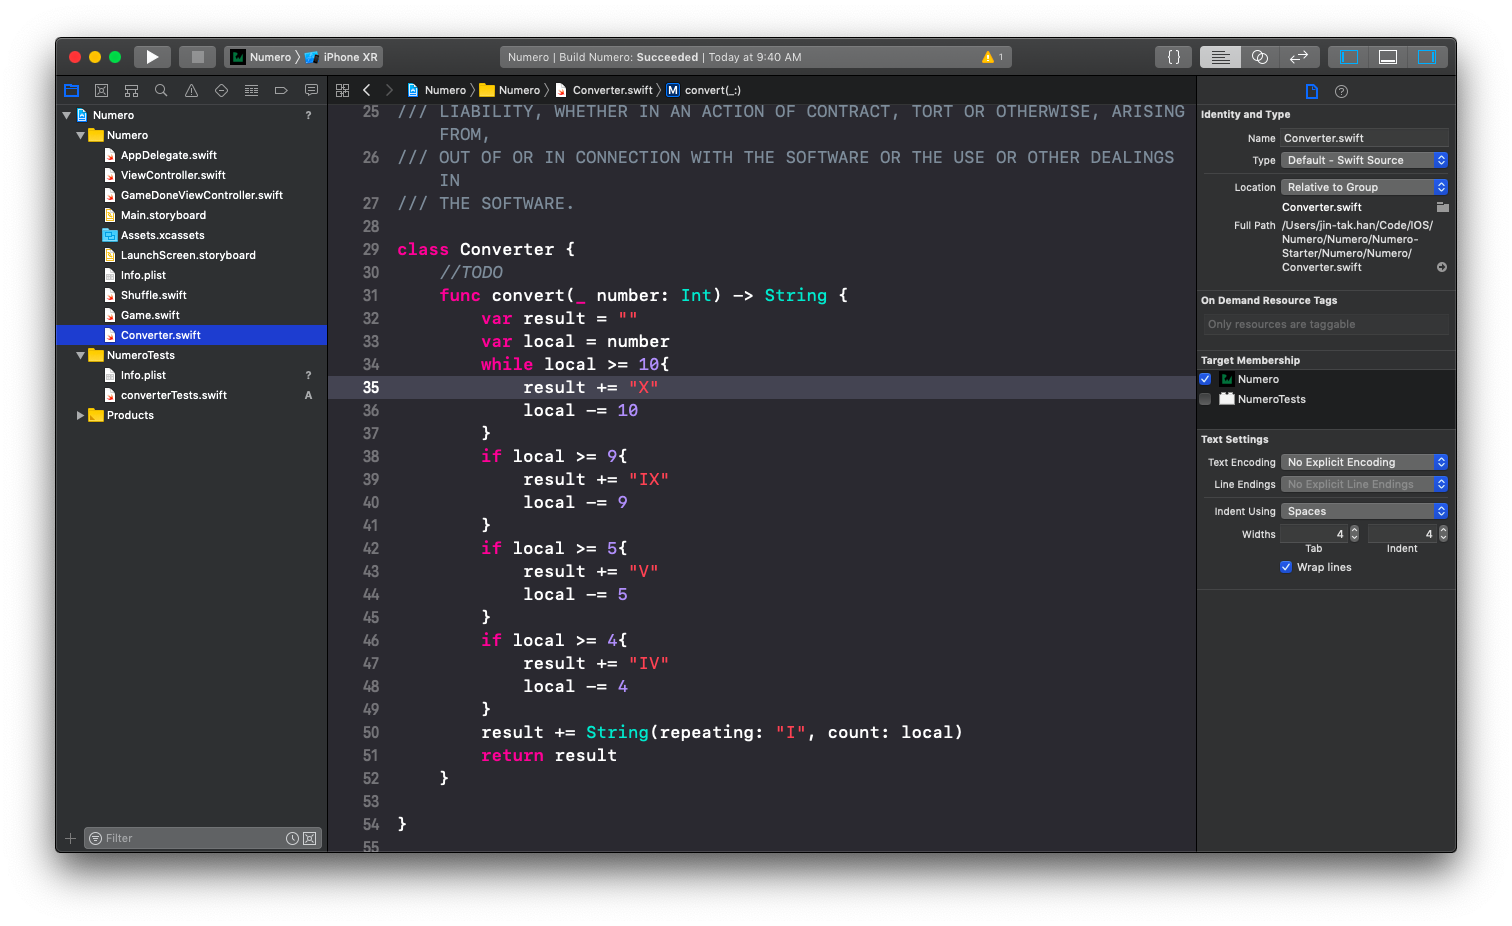 Numero ⟩ iPhone XR
Numero | Build Numero: Succeeded | Today at 9:40 AM
1
{ }
Numero ⟩ Numero ⟩ Converter.swift ⟩ M convert(_:)
Numero ?
Numero
AppDelegate.swift
ViewController.swift
GameDoneViewController.swift
Main.storyboard
Assets.xcassets
LaunchScreen.storyboard
Info.plist
Shuffle.swift
Game.swift
Converter.swift
NumeroTests
Info.plist ?
converterTests.swift A
Products
Filter
25 /// LIABILITY, WHETHER IN AN ACTION OF CONTRACT, TORT OR OTHERWISE, ARISING
FROM,
26 /// OUT OF OR IN CONNECTION WITH THE SOFTWARE OR THE USE OR OTHER DEALINGS
IN
27 /// THE SOFTWARE.
28
29 class Converter {
30     //TODO
31     func convert(_ number: Int) -> String {
32         var result = ""
33         var local = number
34         while local >= 10{
35             result += "X"
36             local -= 10
37         }
38         if local >= 9{
39             result += "IX"
40             local -= 9
41         }
42         if local >= 5{
43             result += "V"
44             local -= 5
45         }
46         if local >= 4{
47             result += "IV"
48             local -= 4
49         }
50         result += String(repeating: "I", count: local)
51         return result
52     }
53
54 }
55
Identity and Type
Name Converter.swift
Type Default - Swift Source
Location Relative to Group
Converter.swift
Full Path /Users/jin-tak.han/Code/IOS/
Numero/Numero/Numero-
Starter/Numero/Numero/
Converter.swift
On Demand Resource Tags
Only resources are taggable
Target Membership
Numero
NumeroTests
Text Settings
Text Encoding No Explicit Encoding
Line Endings No Explicit Line Endings
Indent Using Spaces
Widths 4 4
Tab Indent
Wrap lines